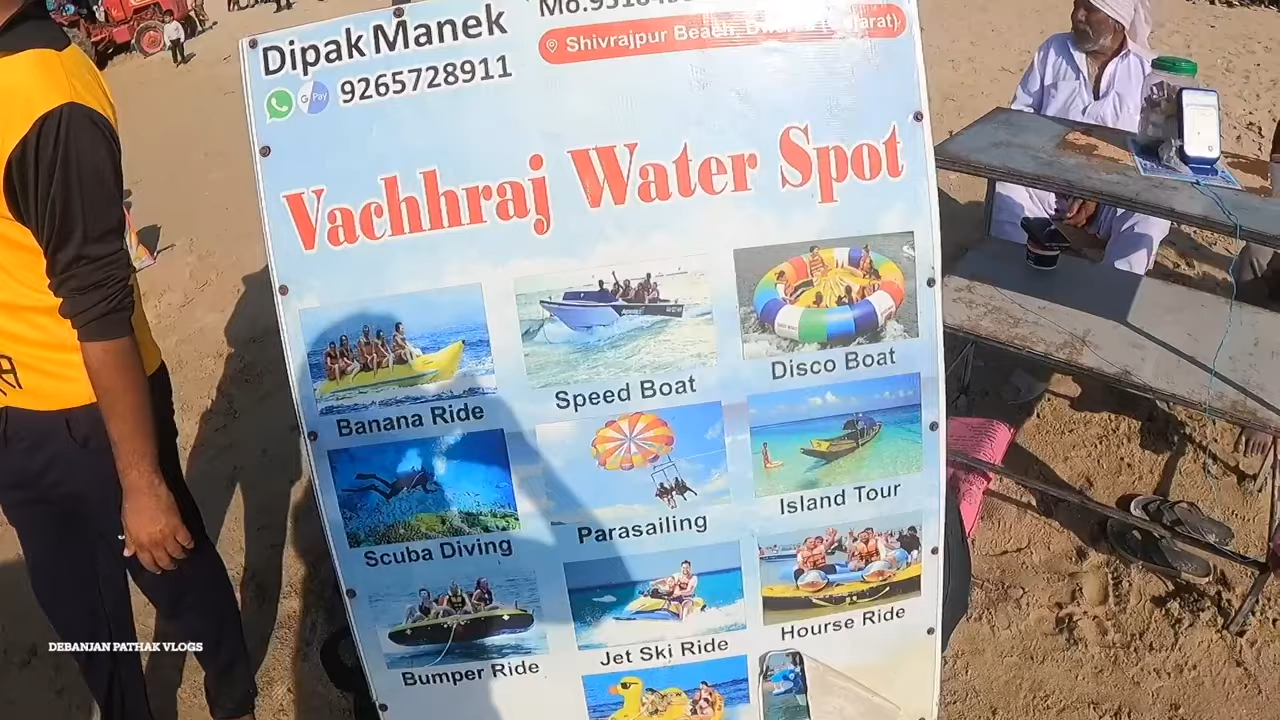 Dipak Manek
9265728911
G Pay
Shivrajpur Beach,
Vachhraj Water Spot
Banana Ride
Speed Boat
Disco Boat
Scuba Diving
Parasailing
Island Tour
Bumper Ride
Jet Ski Ride
Hourse Ride
DEBANJAN PATHAK VLOGS